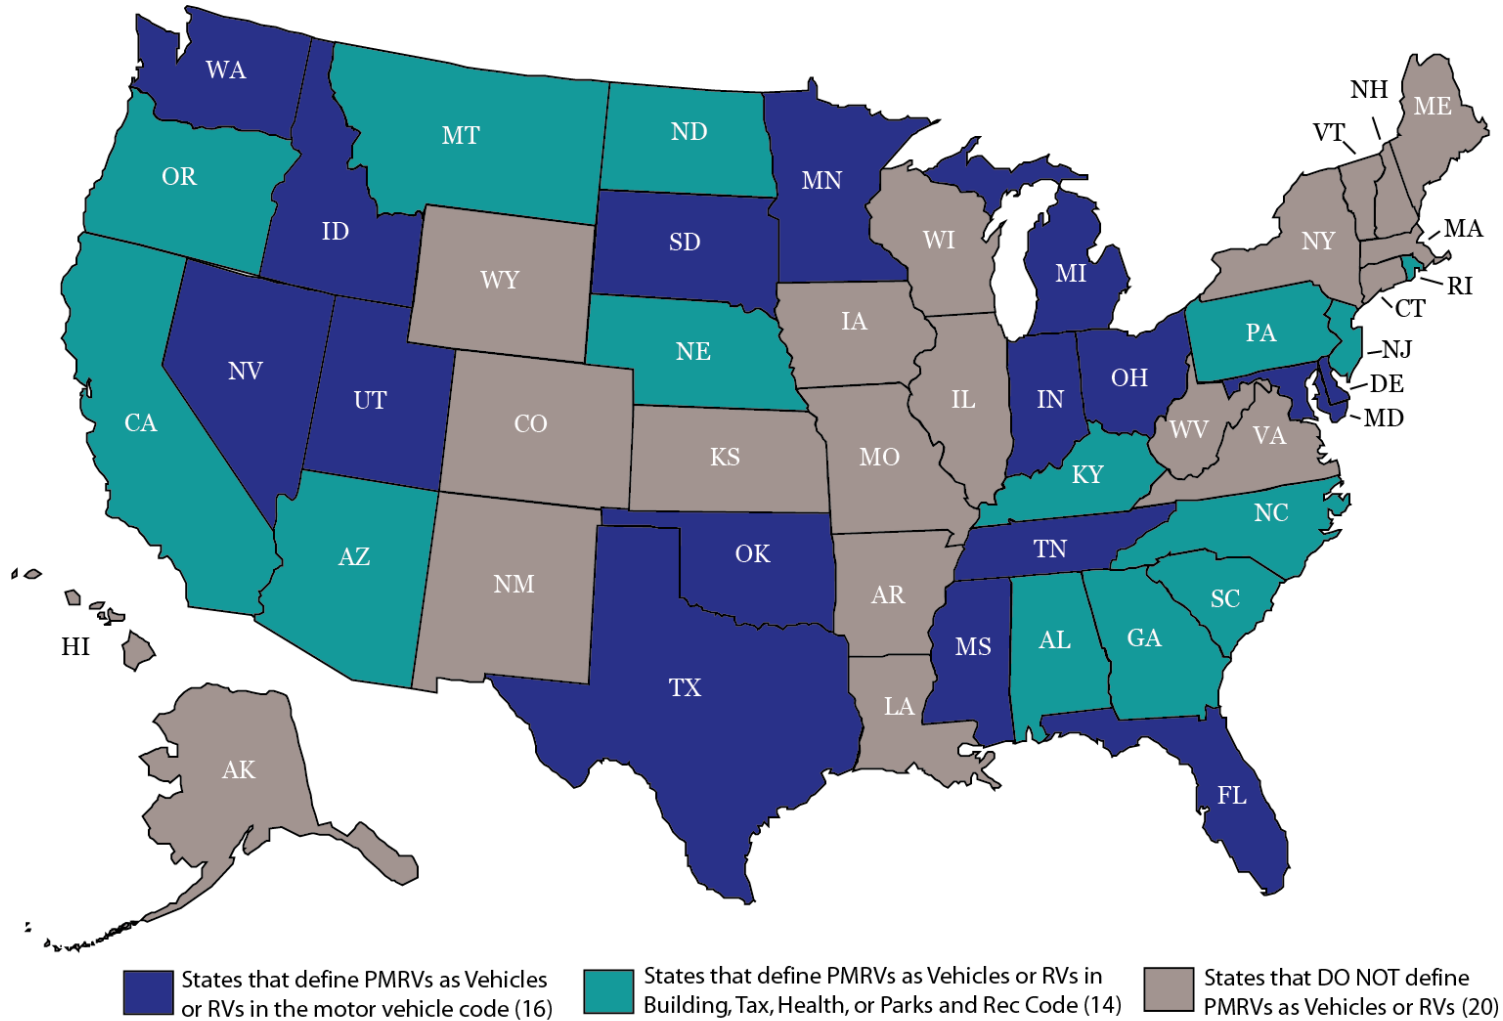 WA
NH
ME
MT
ND
VT
OR
MN
ID
SD
WI
NY
MA
MI
WY
RI
CT
IA
PA
NE
NJ
NV
OH
DE
UT
IL
IN
MD
CA
CO
WV
VA
KS
MO
KY
NC
AZ
OK
TN
NM
AR
SC
HI
MS
AL
GA
TX
LA
AK
FL
States that define PMRVs as Vehicles
or RVs in the motor vehicle code (16)
States that define PMRVs as Vehicles or RVs in
Building, Tax, Health, or Parks and Rec Code (14)
States that DO NOT define
PMRVs as Vehicles or RVs (20)